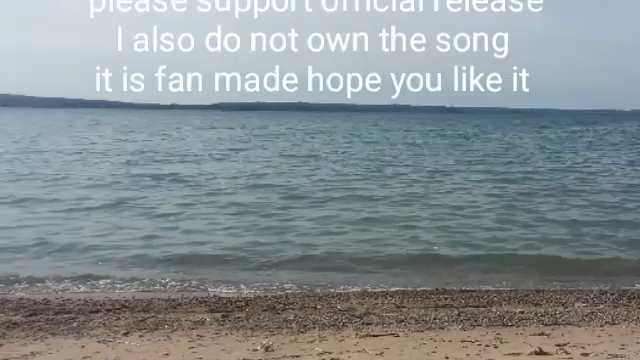 please support official release
I also do not own the song
it is fan made hope you like it